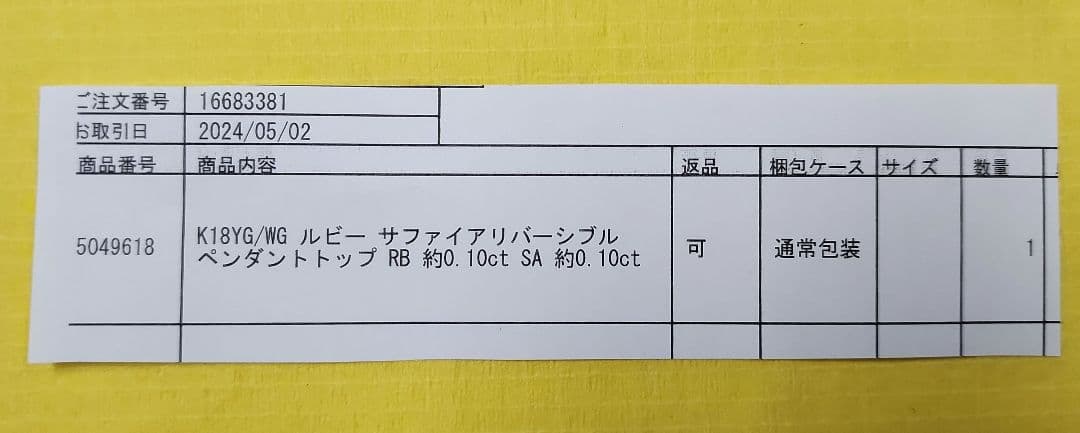 ご注文番号 16683381
お取引日 2024/05/02
商品番号 商品内容 返品 梱包ケース サイズ 数量
5049618 K18YG/WG ルビー サファイアリバーシブル
ペンダントトップ RB 約0.10ct SA 約0.10ct 可 通常包装 1